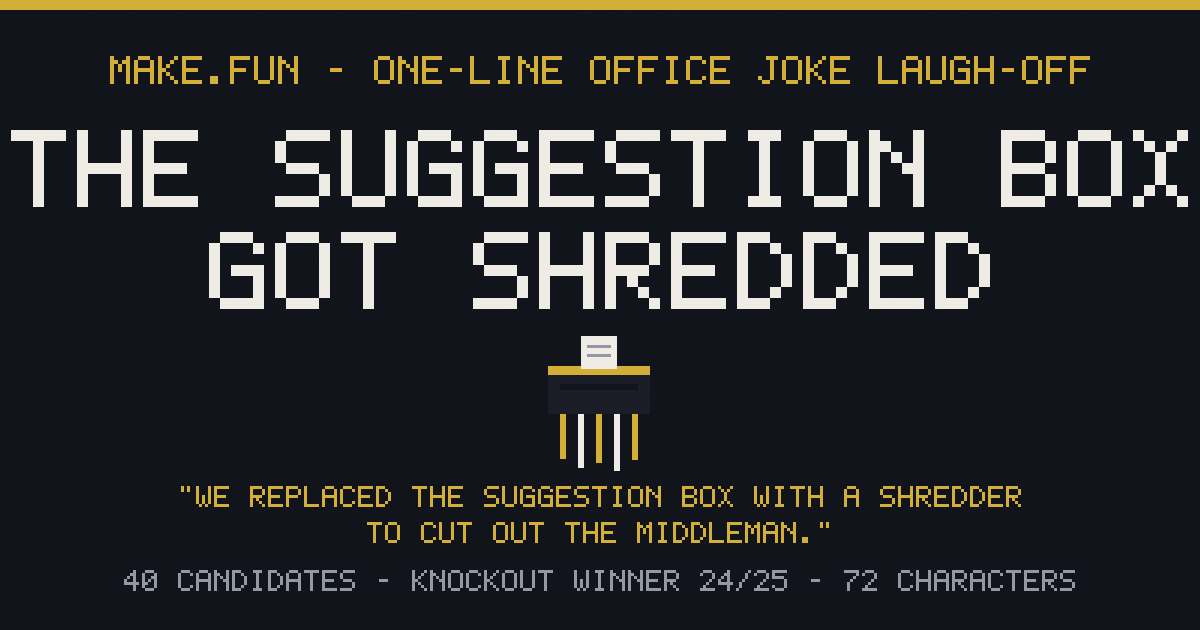 MAKE.FUN - ONE-LINE OFFICE JOKE LAUGH-OFF
THE SUGGESTION BOX
GOT SHREDDED
"WE REPLACED THE SUGGESTION BOX WITH A SHREDDER
TO CUT OUT THE MIDDLEMAN."
40 CANDIDATES - KNOCKOUT WINNER 24/25 - 72 CHARACTERS